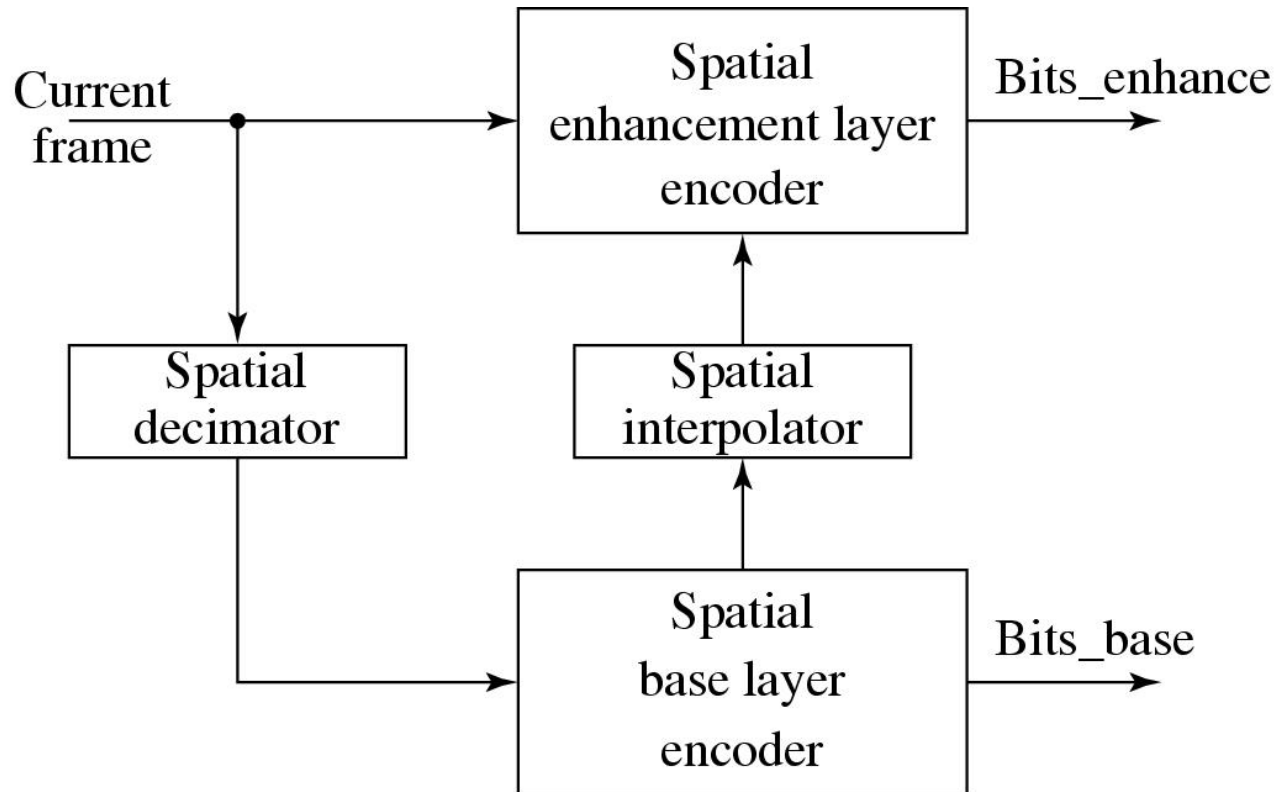 Current
frame
Spatial
enhancement layer
encoder
Bits_enhance
Spatial
decimator
Spatial
interpolator
Spatial
base layer
encoder
Bits_base